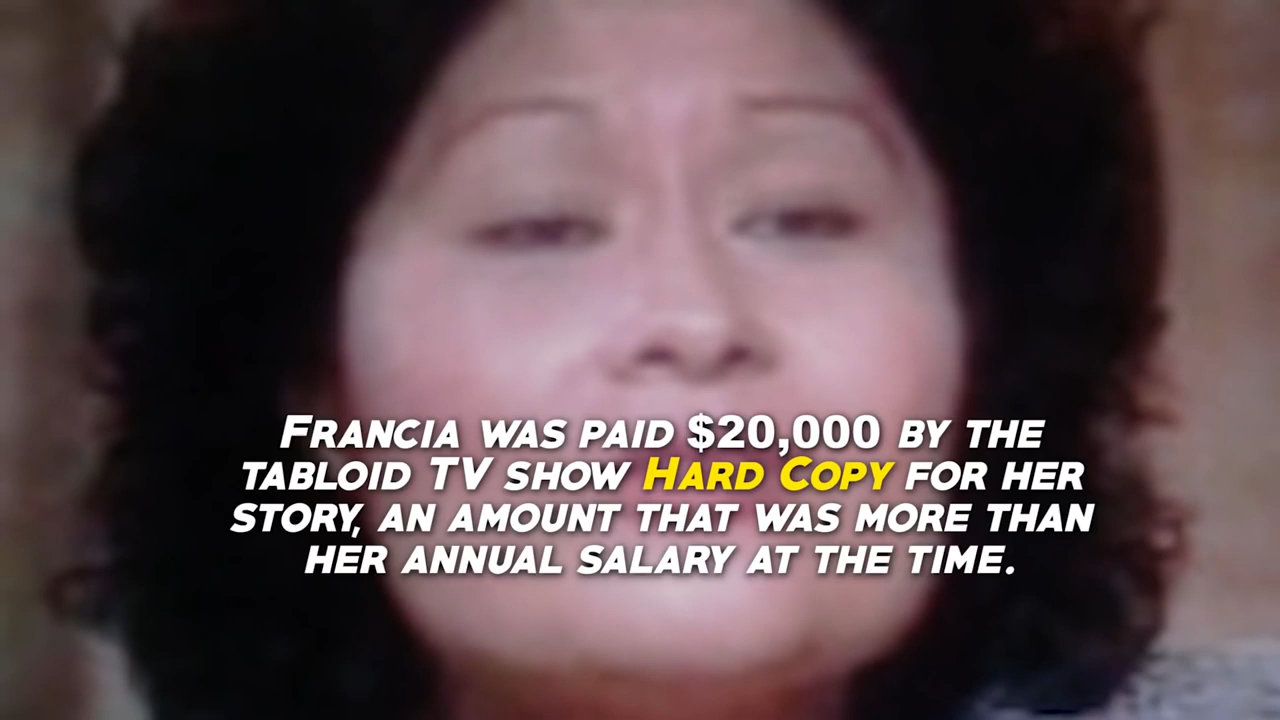 Francia was paid $20,000 by the
tabloid TV show Hard Copy for her
story, an amount that was more than
her annual salary at the time.